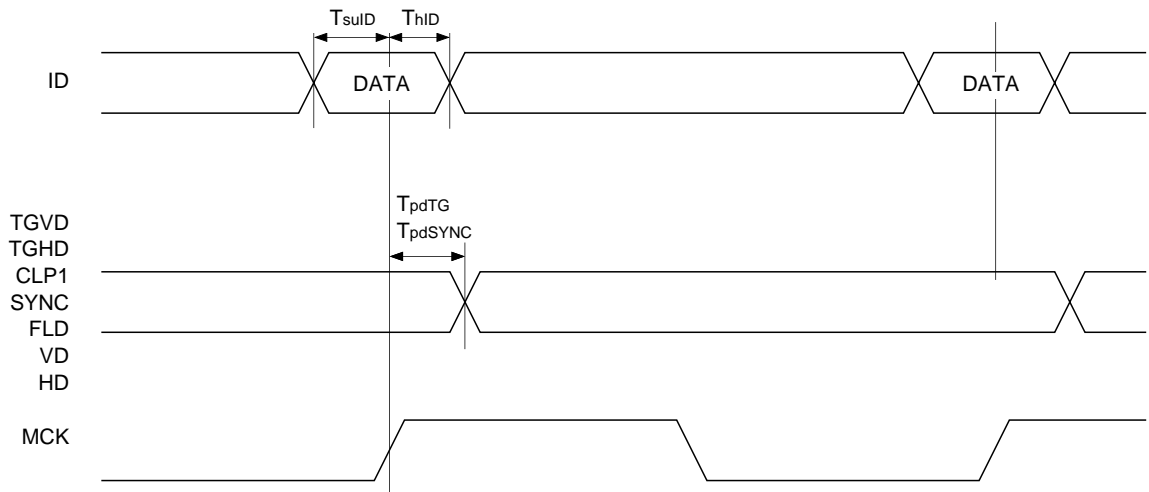 TsuID
ThID
ID
DATA
DATA
TpdTG
TpdSYNC
TGVD
TGHD
CLP1
SYNC
FLD
VD
HD
MCK